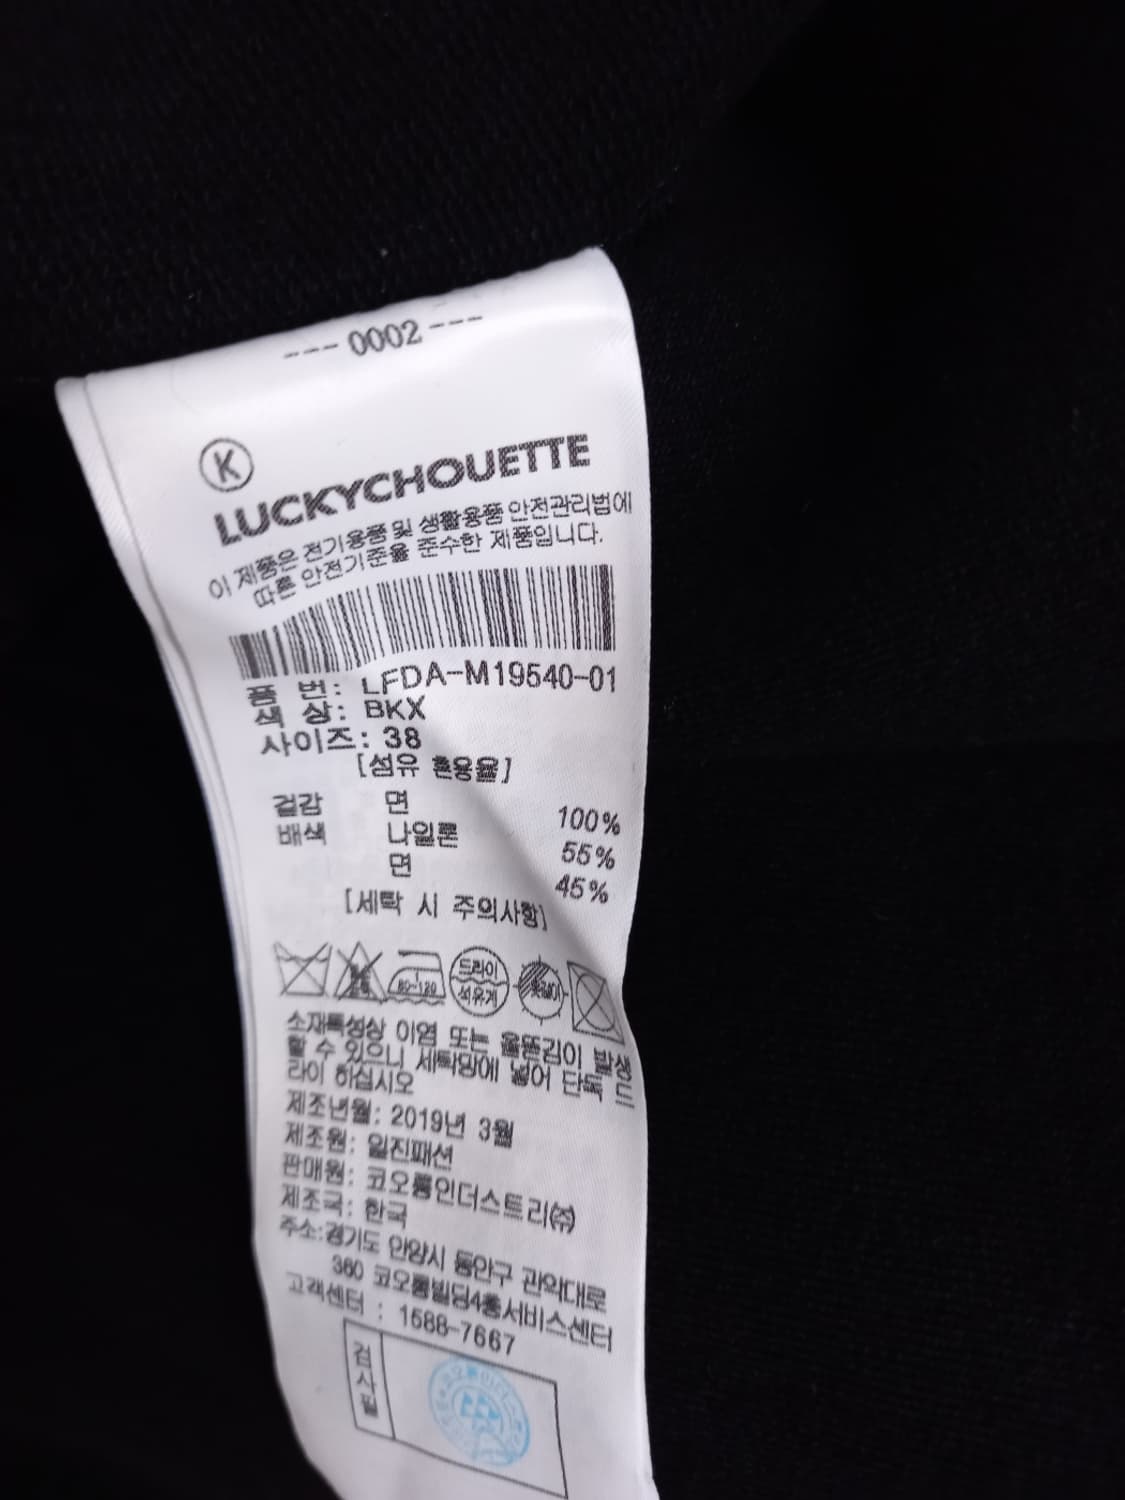 --- 0002 ---
K
LUCKYCHOUETTE
이 제품은 전기용품 및 생활용품 안전관리법에
따른 안전기준을 준수한 제품입니다.
품 번: LFDA-M19540-01
색 상: BKX
사이즈: 38
[섬유 혼용율]
겉감 면 100%
배색 나일론 55%
면 45%
[세탁 시 주의사항]
80~120 드라이
석유계
소재특성상 이염 또는 올뜯김이 발생
할 수 있으니 세탁망에 넣어 단독 드
라이 하십시오
제조년월: 2019년 3월
제조원: 일진패션
판매원: 코오롱인더스트리(주)
제조국: 한국
주소:경기도 안양시 동안구 관악대로
360 코오롱빌딩4층서비스센터
고객센터 : 1588-7667
검사필